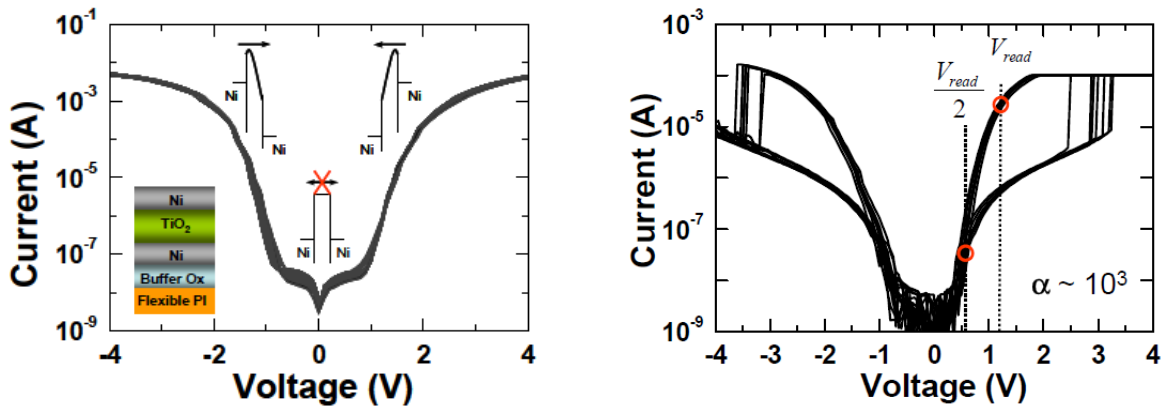 10⁻¹
10⁻³
10⁻⁵
10⁻⁷
10⁻⁹
Current (A)
Ni
Ni
Ni
Ni
Ni
Ni
Ni
TiO₂
Ni
Buffer Ox
Flexible PI
-4 -2 0 2 4
Voltage (V)
10⁻³
10⁻⁵
10⁻⁷
10⁻⁹
Current (A)
V_read
V_read/2
α ~ 10³
-4 -3 -2 -1 0 1 2 3 4
Voltage (V)